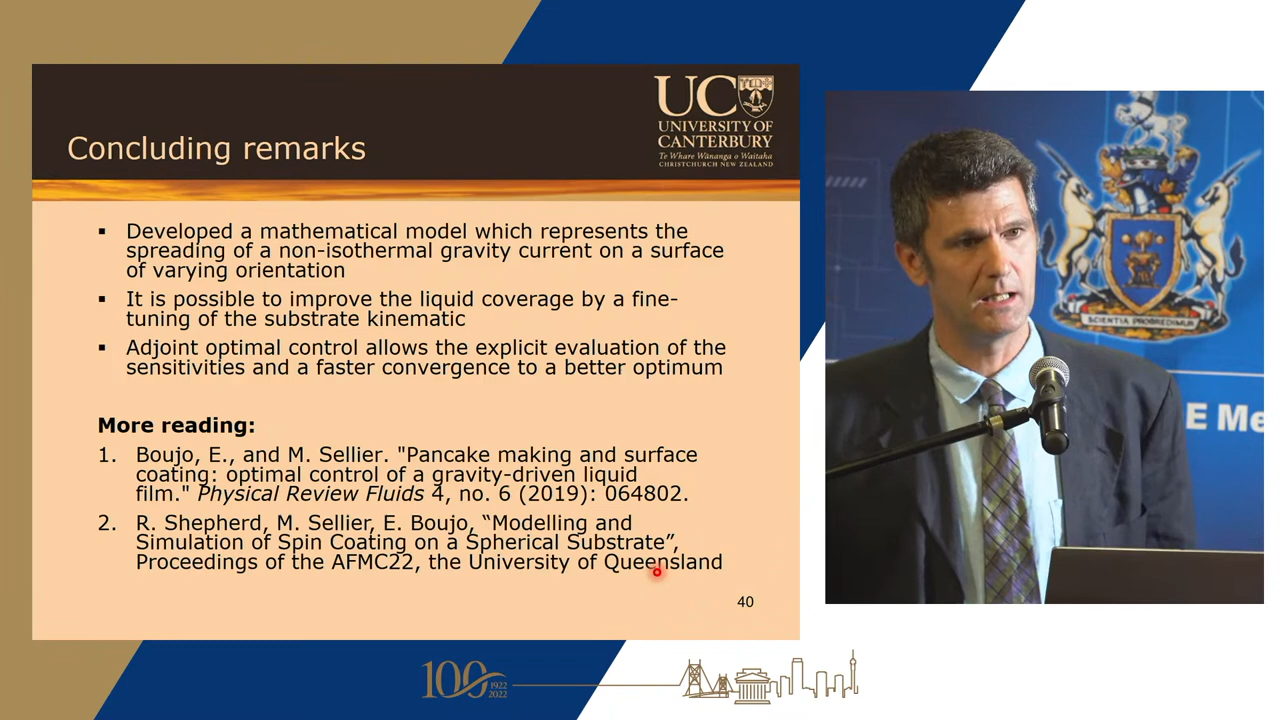 UC
UNIVERSITY OF
CANTERBURY
Te Whare Wānanga o Waitaha
CHRISTCHURCH NEW ZEALAND
Concluding remarks
▪ Developed a mathematical model which represents the
spreading of a non-isothermal gravity current on a surface
of varying orientation
▪ It is possible to improve the liquid coverage by a fine-
tuning of the substrate kinematic
▪ Adjoint optimal control allows the explicit evaluation of the
sensitivities and a faster convergence to a better optimum
More reading:
1. Boujo, E., and M. Sellier. "Pancake making and surface
coating: optimal control of a gravity-driven liquid
film." Physical Review Fluids 4, no. 6 (2019): 064802.
2. R. Shepherd, M. Sellier, E. Boujo, “Modelling and
Simulation of Spin Coating on a Spherical Substrate”,
Proceedings of the AFMC22, the University of Queensland
40
SCIENTIA PROBREDIMUR
E Me
100
1922
2022